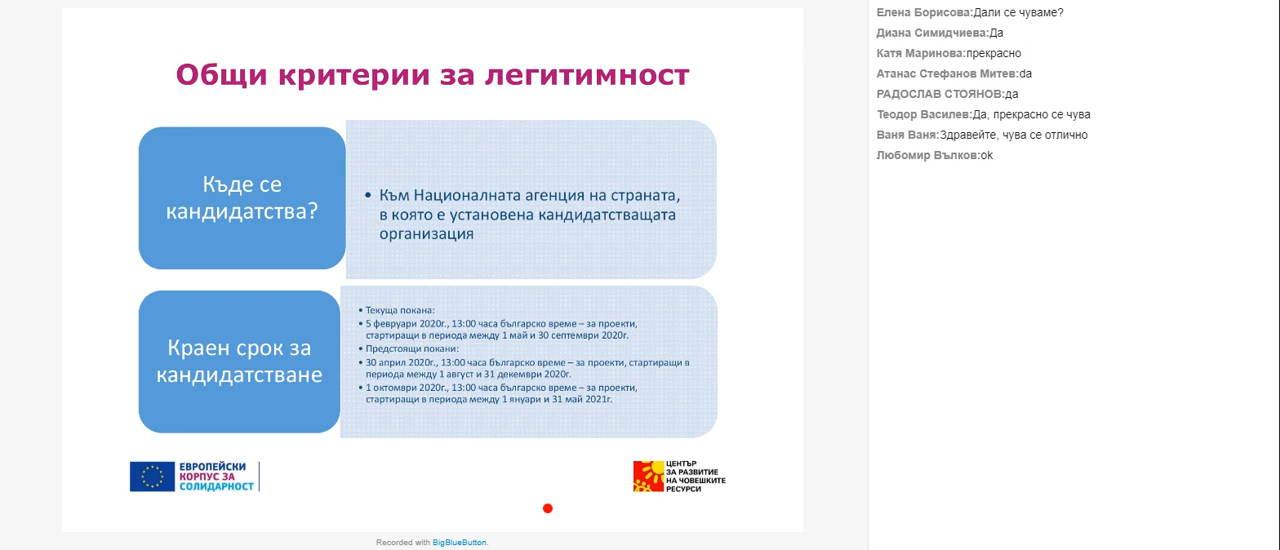 Общи критерии за легитимност
Къде се
кандидатства?
• Към Националната агенция на страната,
в която е установена кандидатстващата
организация
Краен срок за
кандидатстване
• Текуща покана:
• 5 февруари 2020г., 13:00 часа българско време – за проекти,
стартиращи в периода между 1 май и 30 септември 2020г.
• Предстоящи покани:
• 30 април 2020г., 13:00 часа българско време – за проекти, стартиращи в
периода между 1 август и 31 декември 2020г.
• 1 октомври 2020г., 13:00 часа българско време – за проекти,
стартиращи в периода между 1 януари и 31 май 2021г.
ЕВРОПЕЙСКИ
КОРПУС ЗА
СОЛИДАРНОСТ
ЦЕНТЪР
ЗА РАЗВИТИЕ
НА ЧОВЕШКИТЕ
РЕСУРСИ
Recorded with BigBlueButton.
Елена Борисова:Дали се чуваме?
Диана Симидчиева:Да
Катя Маринова:прекрасно
Атанас Стефанов Митев:da
РАДОСЛАВ СТОЯНОВ:да
Теодор Василев:Да, прекрасно се чува
Ваня Ваня:Здравейте, чува се отлично
Любомир Вълков:ok